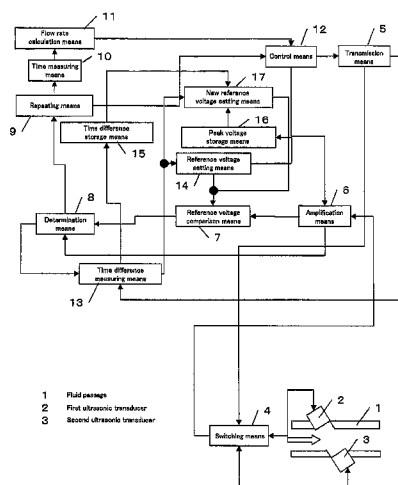 11
Flow rate
calculation means
10
Time measuring
means
9
Repeating means
12
Control means
5
Transmission
means
17
New reference
voltage setting means
Time difference
storage means
15
16
Peak voltage
storage means
Reference voltage
setting means
14
8
Determination
means
6
Amplification
means
Reference voltage
comparison means
7
Time difference
measuring means
13
1 Fluid passage
2 First ultrasonic transducer
3 Second ultrasonic transducer
4
Switching means
2
1
3